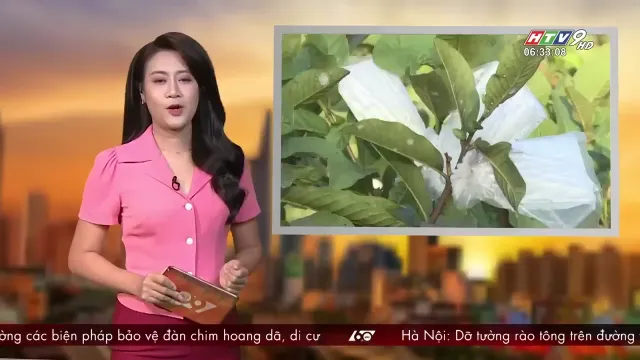 HTV9 HD
06:33:08
ờng các biện pháp bảo vệ đàn chim hoang dã, di cư
Hà Nội: Dỡ tường rào tông trên đường